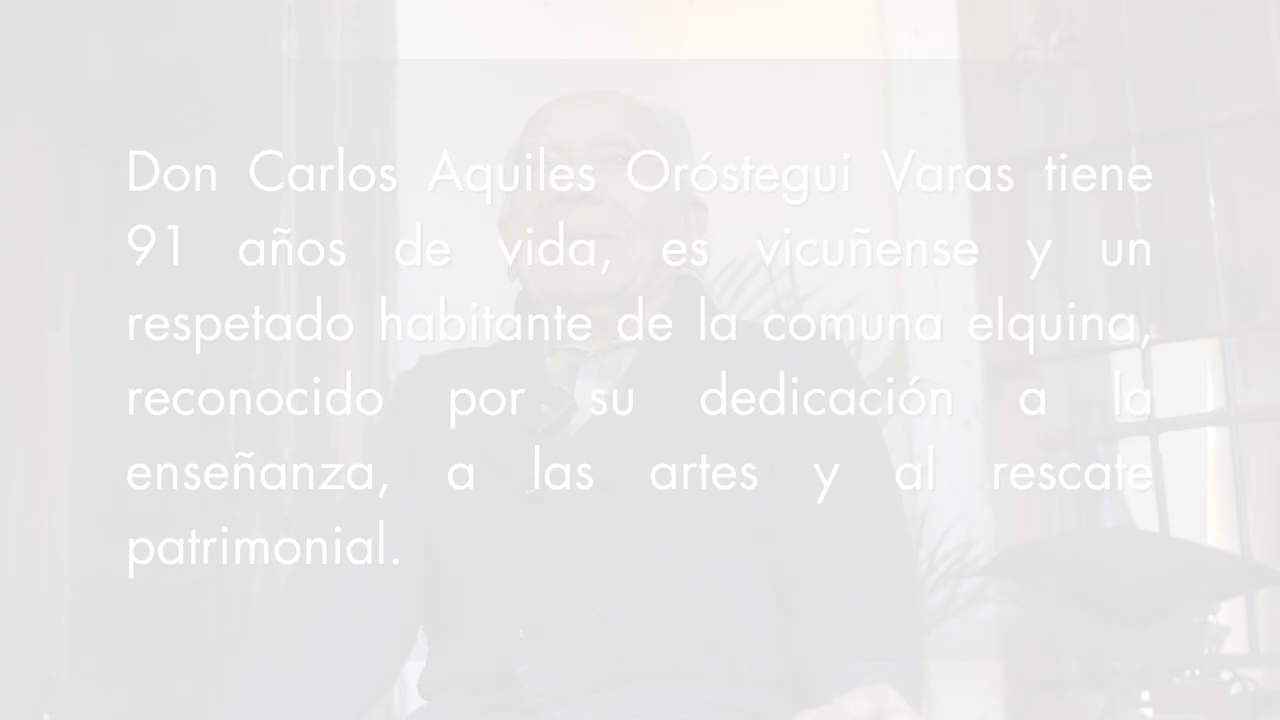 Don Carlos Aquiles Oróstegui Varas tiene
91 años de vida, es vicuñense y un
respetado habitante de la comuna elquina,
reconocido por su dedicación a la
enseñanza, a las artes y al rescate
patrimonial.